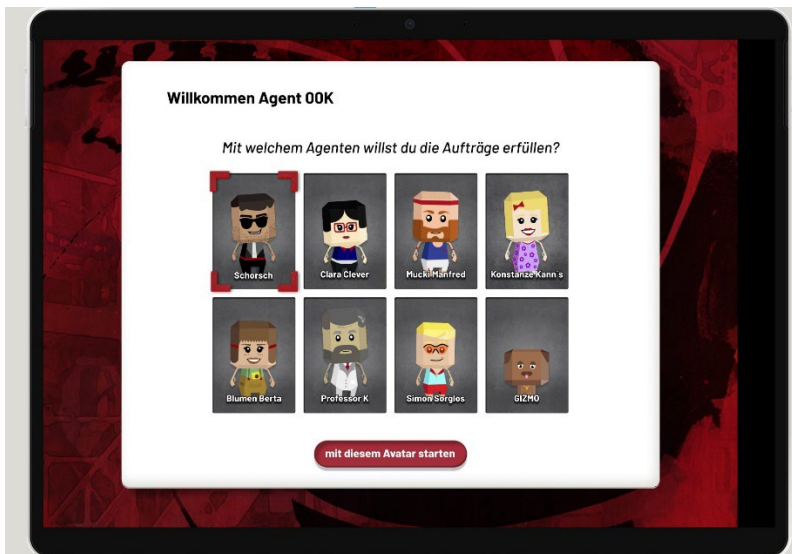 Willkommen Agent 00K
Mit welchem Agenten willst du die Aufträge erfüllen?
Schorsch
Clara Clever
Mucki Manfred
Konstanze Kann´s
Blumen Berta
Professor K
Simon Sorglos
GIZMO
mit diesem Avatar starten